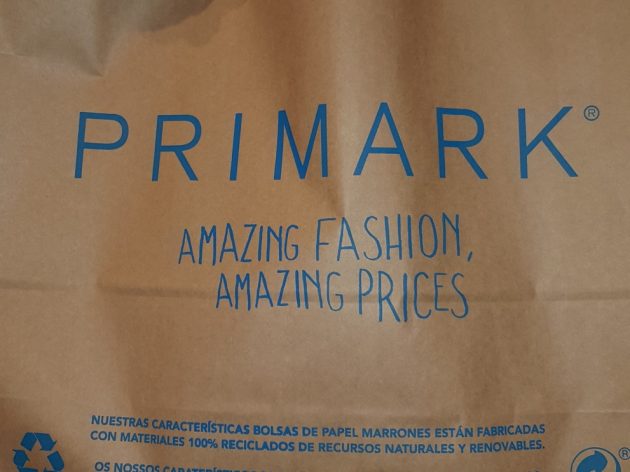 PRIMARK®
AMAZING FASHION,
AMAZING PRICES
NUESTRAS CARACTERÍSTICAS BOLSAS DE PAPEL MARRONES ESTÁN FABRICADAS
CON MATERIALES 100% RECICLADOS DE RECURSOS NATURALES Y RENOVABLES.
OS NOSSOS